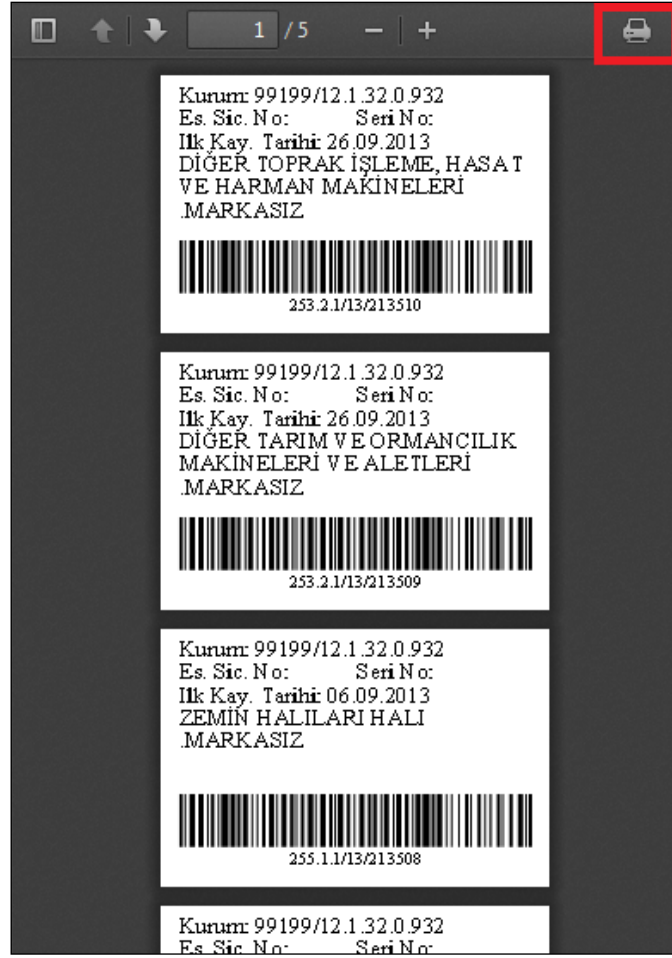 1 / 5
Kurum: 99199/12.1.32.0.932
Es. Sic. No: Seri No:
Ilk Kay. Tarihi: 26.09.2013
DİĞER TOPRAK İŞLEME, HASAT
VE HARMAN MAKİNELERİ
.MARKASIZ
253.2.1/13/213510
Kurum: 99199/12.1.32.0.932
Es. Sic. No: Seri No:
Ilk Kay. Tarihi: 26.09.2013
DİĞER TARIM VE ORMANCILIK
MAKİNELERİ VE ALETLERİ
.MARKASIZ
253.2.1/13/213509
Kurum: 99199/12.1.32.0.932
Es. Sic. No: Seri No:
Ilk Kay. Tarihi: 06.09.2013
ZEMİN HALILARI HALI
.MARKASIZ
255.1.1/13/213508
Kurum: 99199/12.1.32.0.932
Es. Sic. No: Seri No: